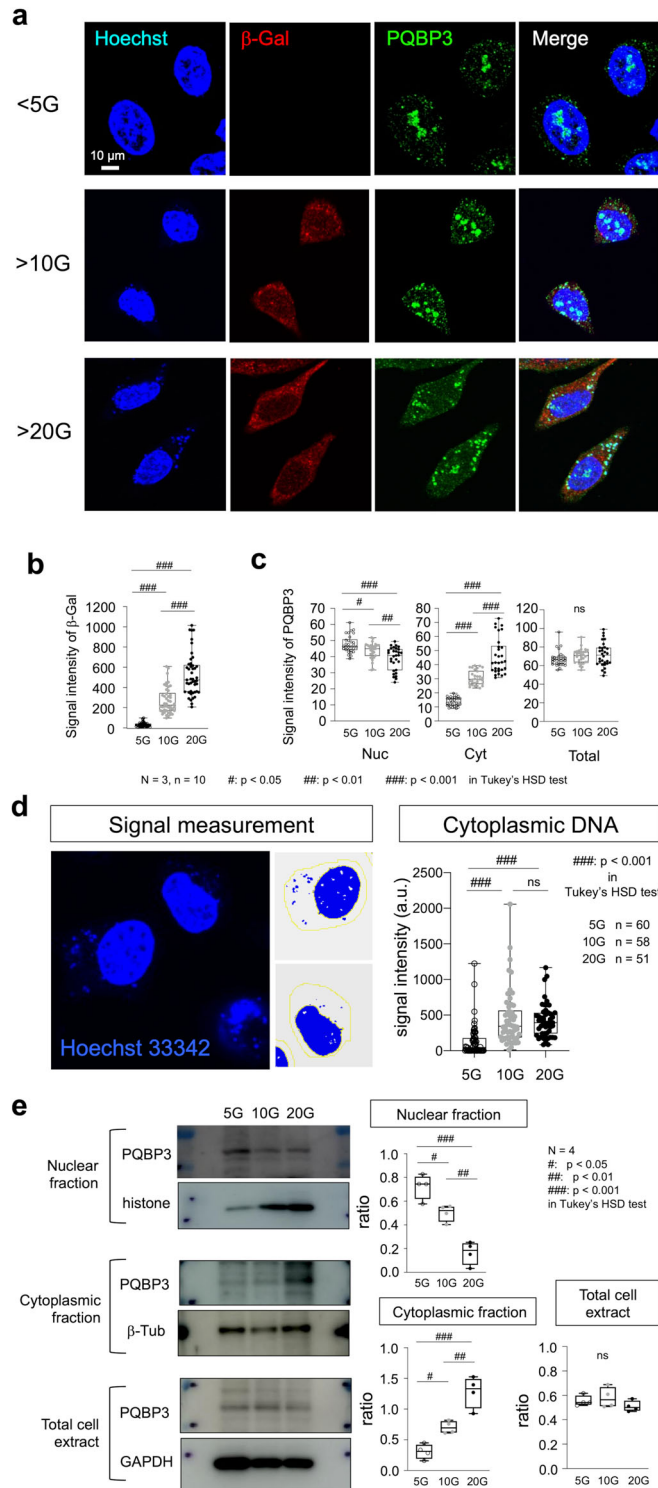 a
Hoechst β-Gal PQBP3 Merge
<5G
10 μm
>10G
>20G
b
###
###
###
Signal intensity of β-Gal
1200
1000
800
600
400
200
0
5G 10G 20G
c
###
#
##
###
###
###
ns
Signal intensity of PQBP3
70
60
50
40
30
20
10
0
80
70
60
50
40
30
20
10
0
120
100
80
60
40
20
0
5G 10G 20G 5G 10G 20G 5G 10G 20G
Nuc Cyt Total
N = 3, n = 10 #: p < 0.05 ##: p < 0.01 ###: p < 0.001 in Tukey's HSD test
d
Signal measurement
Hoechst 33342
Cytoplasmic DNA
###
### ns
signal intensity (a.u.)
2500
2000
1500
1000
500
0
5G 10G 20G
###: p < 0.001
in
Tukey's HSD test
5G n = 60
10G n = 58
20G n = 51
e
5G 10G 20G
Nuclear
fraction
PQBP3
histone
Cytoplasmic
fraction
PQBP3
β-Tub
Total cell
extract
PQBP3
GAPDH
Nuclear fraction
###
#
##
ratio
1.0
0.8
0.6
0.4
0.2
0.0
5G 10G 20G
N = 4
#: p < 0.05
##: p < 0.01
###: p < 0.001
in Tukey's HSD test
Cytoplasmic fraction
###
##
#
ratio
1.5
1.0
0.5
0.0
5G 10G 20G
Total cell
extract
ns
ratio
1.0
0.8
0.6
0.4
0.2
0.0
5G 10G 20G